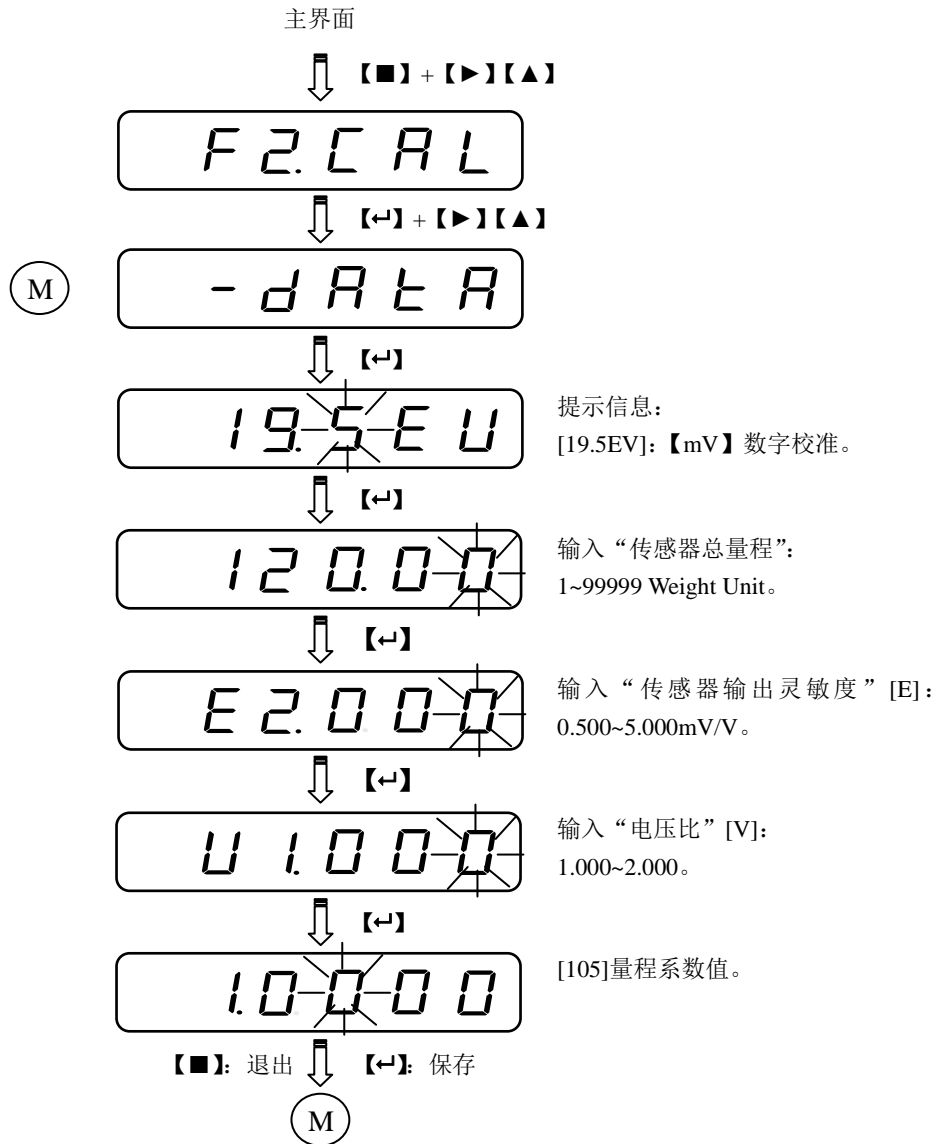 主界面
【■】+【►】【▲】
F2.CAL
【↵】+【►】【▲】
M
-dAtA
【↵】
19.5EU
提示信息：
[19.5EV]：【mV】数字校准。
【↵】
120.00
输入“传感器总量程”：
1~99999 Weight Unit。
【↵】
E2.000
输入“传感器输出灵敏度”[E]：
0.500~5.000mV/V。
【↵】
U1.000
输入“电压比”[V]：
1.000~2.000。
【↵】
1.0000
[105]量程系数值。
【■】：退出 【↵】：保存
M